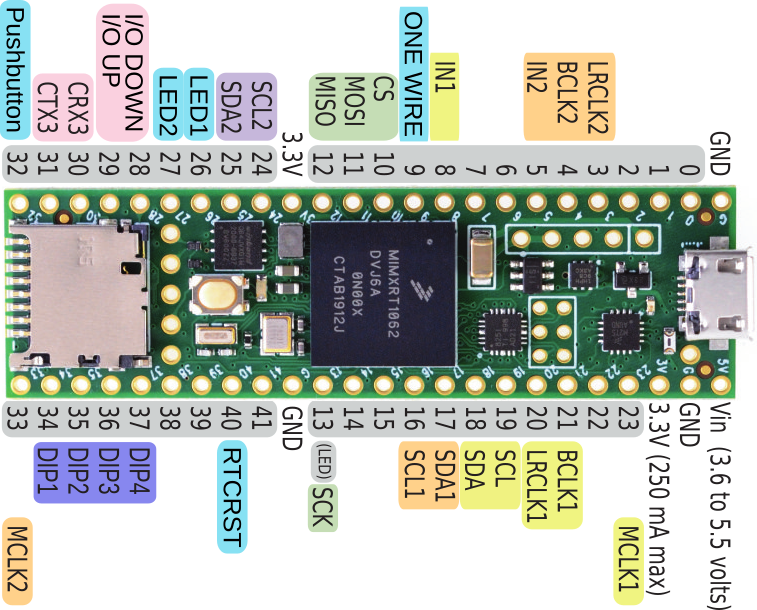 Pushbutton
CTX3
CRX3
I/O UP
I/O DOWN
LED2
LED1
SDA2
SCL2
3.3V
MISO
MOSI
CS
ONE WIRE
IN1
IN2
BCLK2
LRCLK2
GND
32
31
30
29
28
27
26
25
24
12
11
10
9
8
7
6
5
4
3
2
1
0
MIMXRT1062
DVJ6A
0N00X
CTAB1912J
33
34
35
36
37
38
39
40
41
GND
13
14
15
16
17
18
19
20
21
22
23
3.3V (250 mA max)
GND
Vin (3.6 to 5.5 volts)
DIP1
DIP2
DIP3
DIP4
RTCRST
(LED)
SCK
SCL1
SDA1
SDA
SCL
LRCLK1
BCLK1
MCLK1
MCLK2